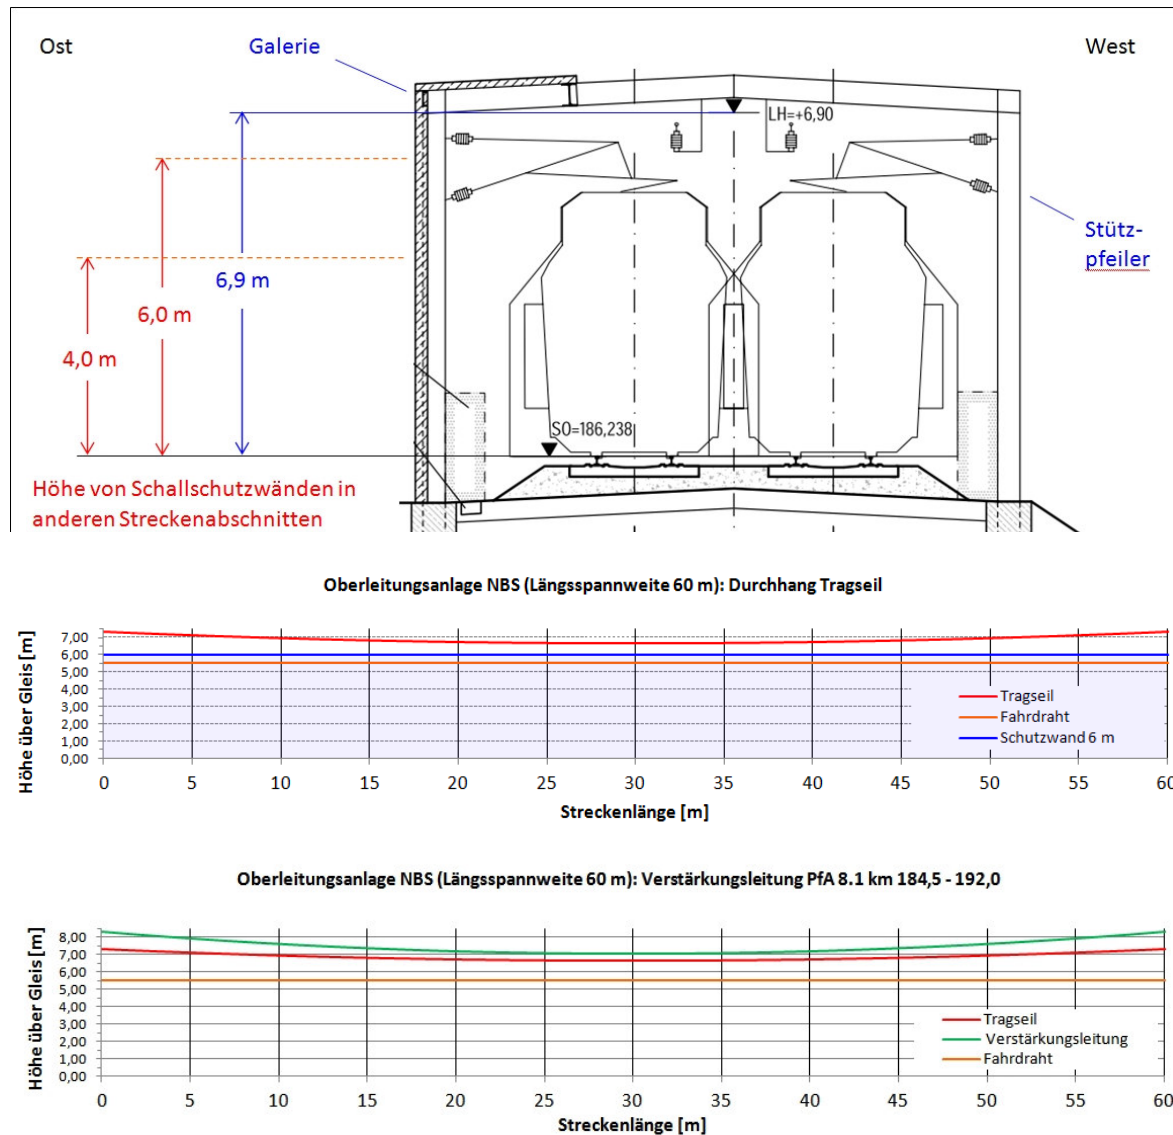 Ost
Galerie
West
LH=+6,90
Stütz-
pfeiler
6,9 m
6,0 m
4,0 m
SO=186,238
Höhe von Schallschutzwänden in
anderen Streckenabschnitten
Oberleitungsanlage NBS (Längsspannweite 60 m): Durchhang Tragseil
Höhe über Gleis [m]
7,00
6,00
5,00
4,00
3,00
2,00
1,00
0,00
Tragseil
Fahrdraht
Schutzwand 6 m
0 5 10 15 20 25 30 35 40 45 50 55 60
Streckenlänge [m]
Oberleitungsanlage NBS (Längsspannweite 60 m): Verstärkungsleitung PfA 8.1 km 184,5 - 192,0
Höhe über Gleis [m]
8,00
7,00
6,00
5,00
4,00
3,00
2,00
1,00
0,00
Tragseil
Verstärkungsleitung
Fahrdraht
0 5 10 15 20 25 30 35 40 45 50 55 60
Streckenlänge [m]